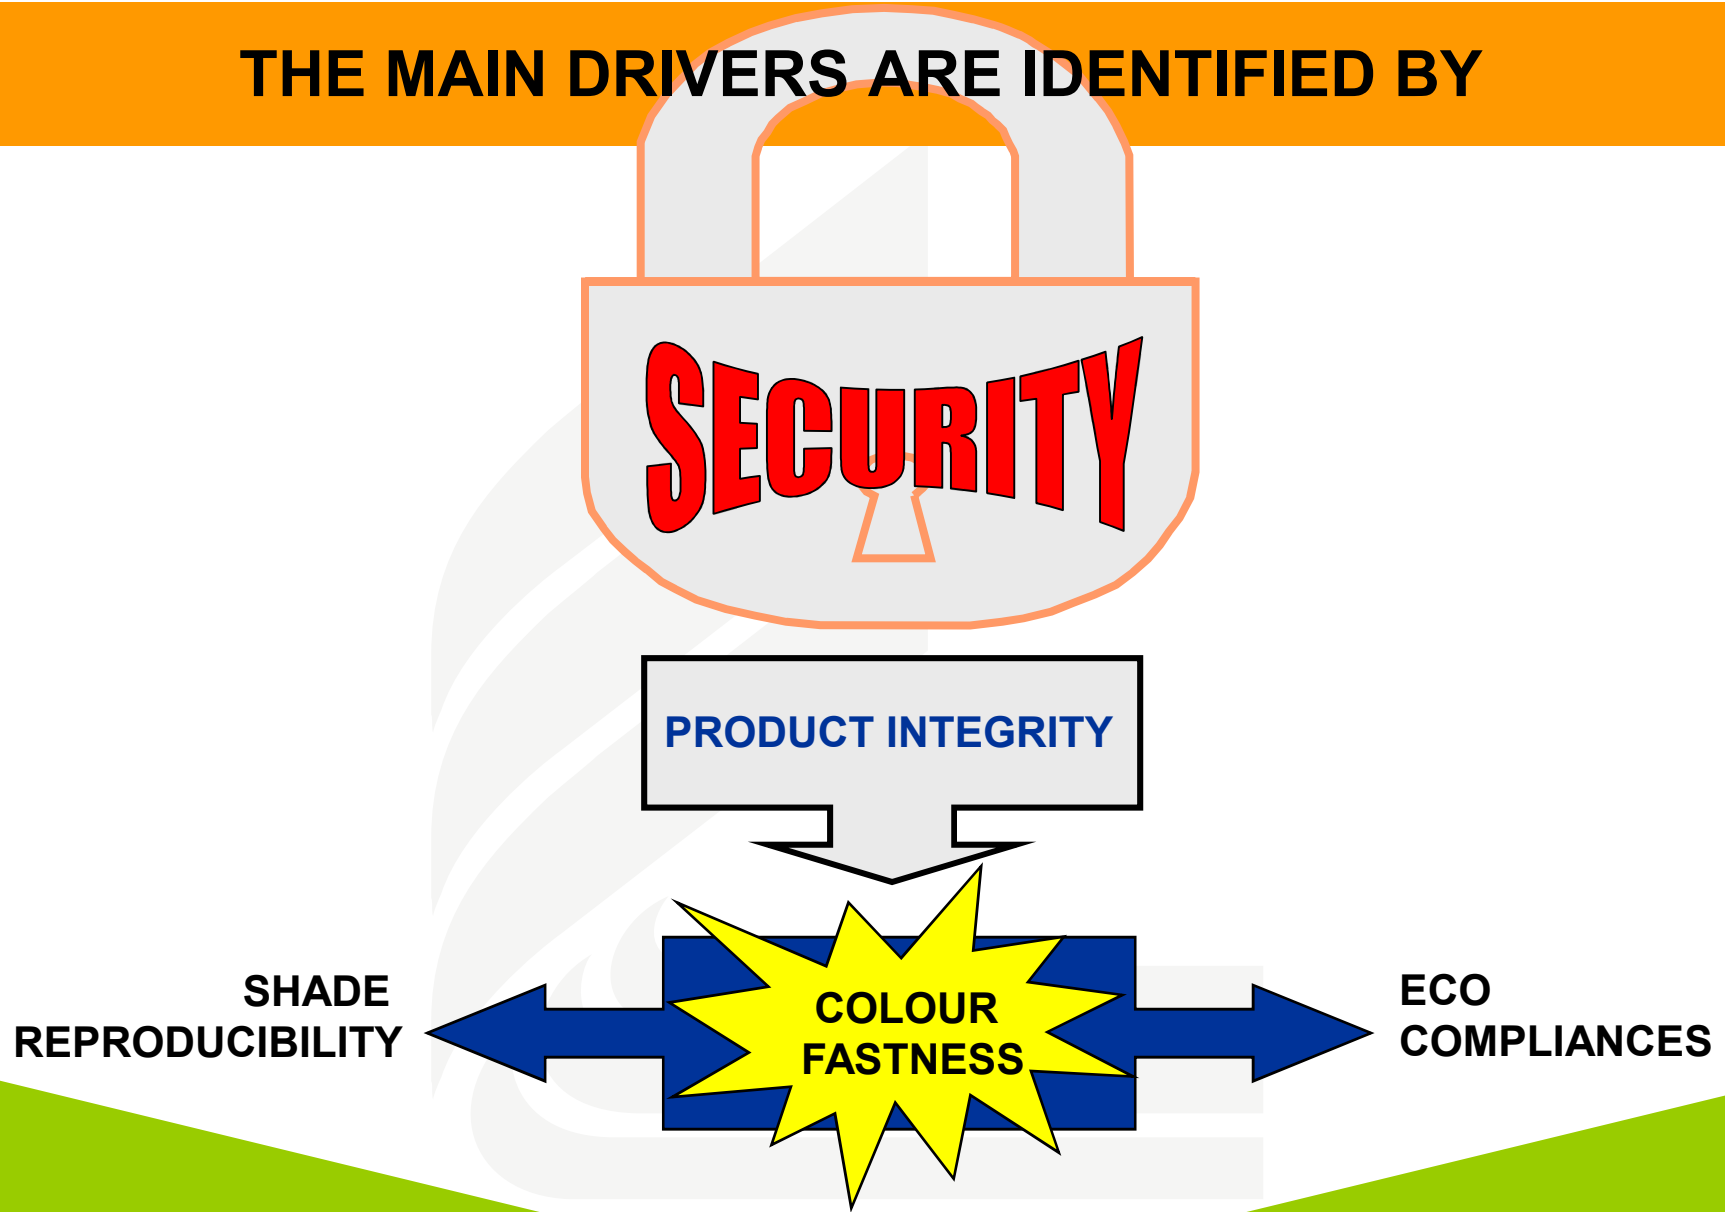 THE MAIN DRIVERS ARE IDENTIFIED BY
SECURITY
PRODUCT INTEGRITY
SHADE
REPRODUCIBILITY
COLOUR
FASTNESS
ECO
COMPLIANCES